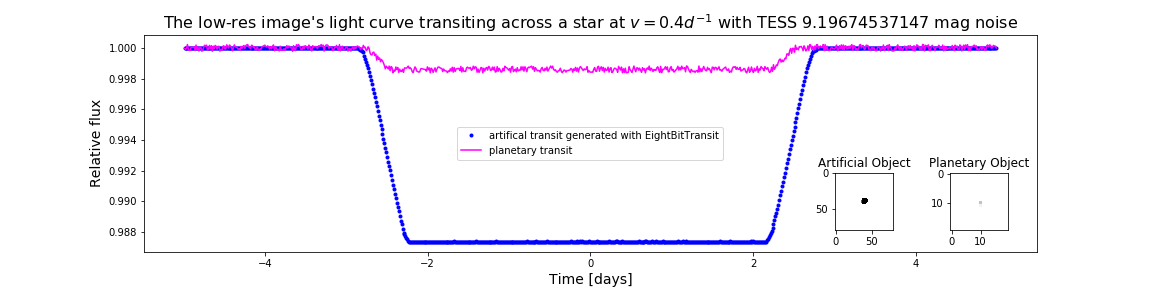 The low-res image's light curve transiting across a star at v = 0.4d⁻¹ with TESS 9.19674537147 mag noise
1.000
0.998
0.996
0.994
0.992
0.990
0.988
Relative flux
artifical transit generated with EightBitTransit
planetary transit
Artificial Object
0
50
0
50
Planetary Object
0
10
0
10
−4
−2
0
2
4
Time [days]